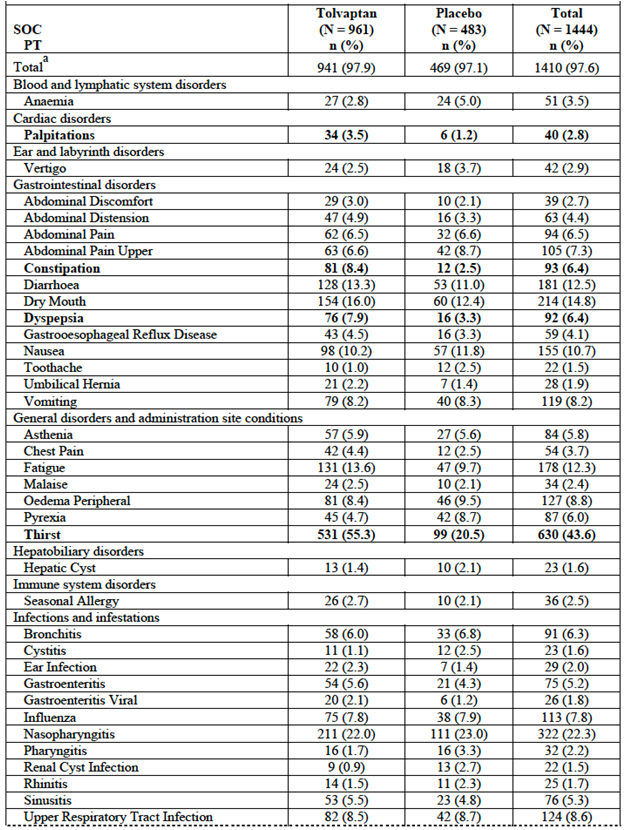 SOC
PT
Tolvaptan
(N = 961)
n (%)
Placebo
(N = 483)
n (%)
Total
(N = 1444)
n (%)
Totalᵃ 941 (97.9) 469 (97.1) 1410 (97.6)
Blood and lymphatic system disorders
Anaemia 27 (2.8) 24 (5.0) 51 (3.5)
Cardiac disorders
Palpitations 34 (3.5) 6 (1.2) 40 (2.8)
Ear and labyrinth disorders
Vertigo 24 (2.5) 18 (3.7) 42 (2.9)
Gastrointestinal disorders
Abdominal Discomfort 29 (3.0) 10 (2.1) 39 (2.7)
Abdominal Distension 47 (4.9) 16 (3.3) 63 (4.4)
Abdominal Pain 62 (6.5) 32 (6.6) 94 (6.5)
Abdominal Pain Upper 63 (6.6) 42 (8.7) 105 (7.3)
Constipation 81 (8.4) 12 (2.5) 93 (6.4)
Diarrhoea 128 (13.3) 53 (11.0) 181 (12.5)
Dry Mouth 154 (16.0) 60 (12.4) 214 (14.8)
Dyspepsia 76 (7.9) 16 (3.3) 92 (6.4)
Gastrooesophageal Reflux Disease 43 (4.5) 16 (3.3) 59 (4.1)
Nausea 98 (10.2) 57 (11.8) 155 (10.7)
Toothache 10 (1.0) 12 (2.5) 22 (1.5)
Umbilical Hernia 21 (2.2) 7 (1.4) 28 (1.9)
Vomiting 79 (8.2) 40 (8.3) 119 (8.2)
General disorders and administration site conditions
Asthenia 57 (5.9) 27 (5.6) 84 (5.8)
Chest Pain 42 (4.4) 12 (2.5) 54 (3.7)
Fatigue 131 (13.6) 47 (9.7) 178 (12.3)
Malaise 24 (2.5) 10 (2.1) 34 (2.4)
Oedema Peripheral 81 (8.4) 46 (9.5) 127 (8.8)
Pyrexia 45 (4.7) 42 (8.7) 87 (6.0)
Thirst 531 (55.3) 99 (20.5) 630 (43.6)
Hepatobiliary disorders
Hepatic Cyst 13 (1.4) 10 (2.1) 23 (1.6)
Immune system disorders
Seasonal Allergy 26 (2.7) 10 (2.1) 36 (2.5)
Infections and infestations
Bronchitis 58 (6.0) 33 (6.8) 91 (6.3)
Cystitis 11 (1.1) 12 (2.5) 23 (1.6)
Ear Infection 22 (2.3) 7 (1.4) 29 (2.0)
Gastroenteritis 54 (5.6) 21 (4.3) 75 (5.2)
Gastroenteritis Viral 20 (2.1) 6 (1.2) 26 (1.8)
Influenza 75 (7.8) 38 (7.9) 113 (7.8)
Nasopharyngitis 211 (22.0) 111 (23.0) 322 (22.3)
Pharyngitis 16 (1.7) 16 (3.3) 32 (2.2)
Renal Cyst Infection 9 (0.9) 13 (2.7) 22 (1.5)
Rhinitis 14 (1.5) 11 (2.3) 25 (1.7)
Sinusitis 53 (5.5) 23 (4.8) 76 (5.3)
Upper Respiratory Tract Infection 82 (8.5) 42 (8.7) 124 (8.6)